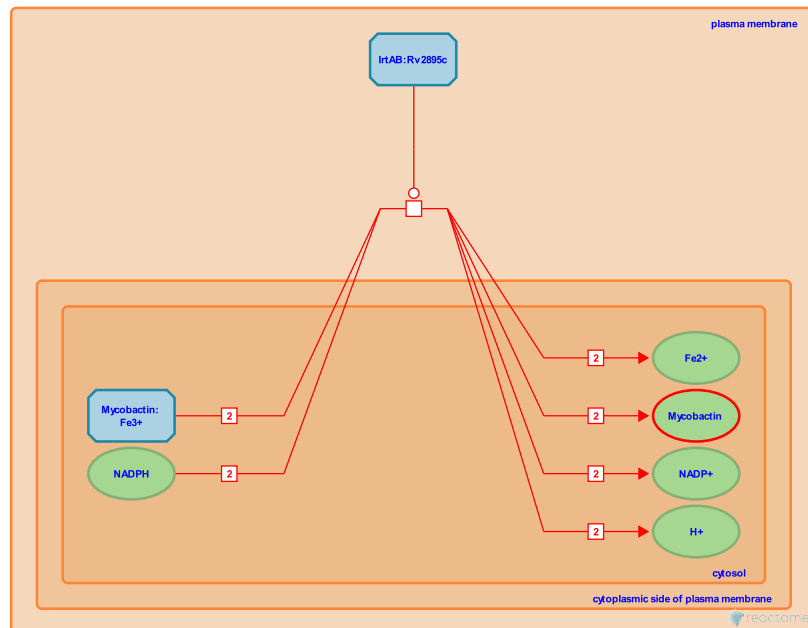 plasma membrane
IrtAB:Rv2895c
2
Fe2+
Mycobactin:
Fe3+
2
2
Mycobactin
NADPH
2
2
NADP+
2
H+
cytosol
cytoplasmic side of plasma membrane
reactome